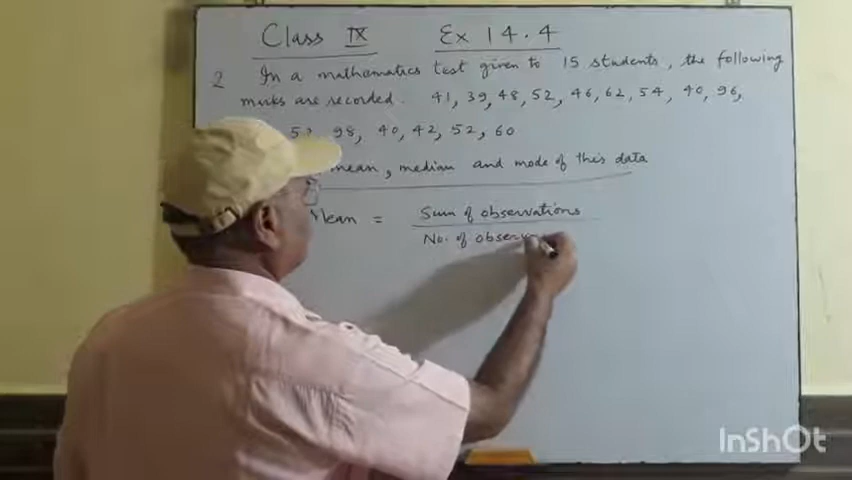 Class IX Ex 14.4
2 In a mathematics test given to 15 students, the following
marks are recorded. 41, 39, 48, 52, 46, 62, 54, 40, 96,
98, 40, 42, 52, 60
mean, median and mode of this data
Mean = Sum of observations
No. of
InShOt